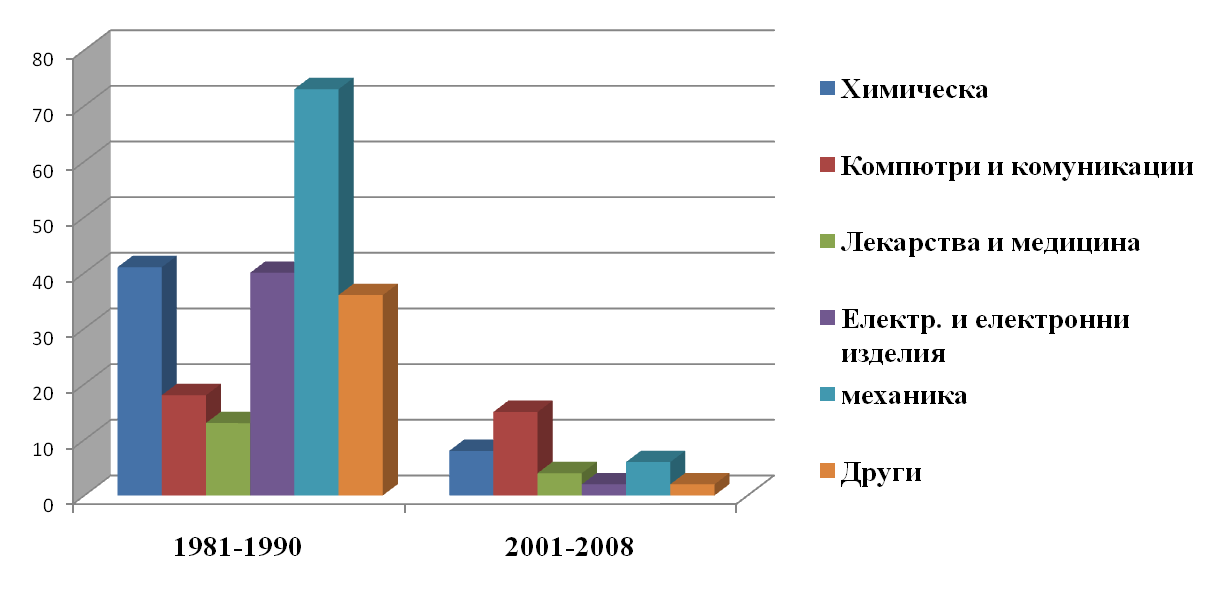 80
70
60
50
40
30
20
10
0
1981-1990
2001-2008
Химическа
Компютри и комуникации
Лекарства и медицина
Електр. и електронни
изделия
механика
Други